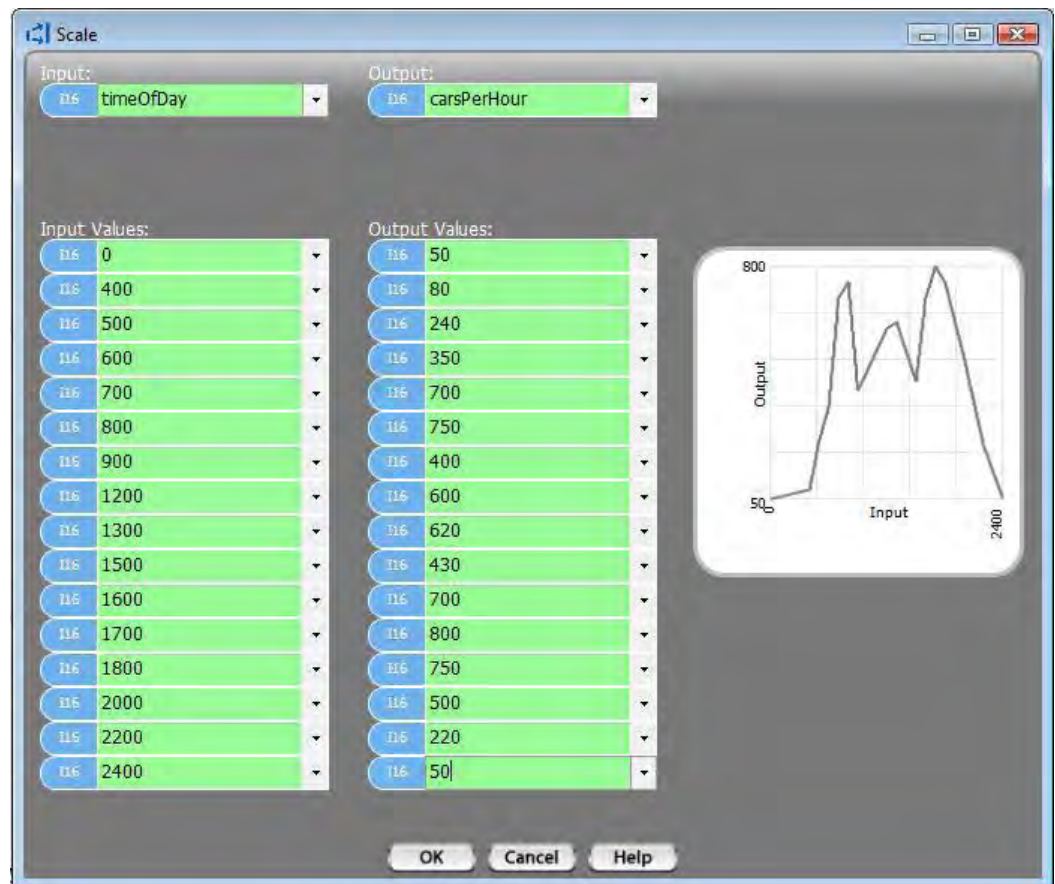 Scale
Input: Output:
I16 timeOfDay I16 carsPerHour
Input Values: Output Values:
I16 0 I16 50
I16 400 I16 80
I16 500 I16 240
I16 600 I16 350
I16 700 I16 700
I16 800 I16 750
I16 900 I16 400
I16 1200 I16 600
I16 1300 I16 620
I16 1500 I16 430
I16 1600 I16 700
I16 1700 I16 800
I16 1800 I16 750
I16 2000 I16 500
I16 2200 I16 220
I16 2400 I16 50
800
Output
50
0
Input
2400
OK Cancel Help